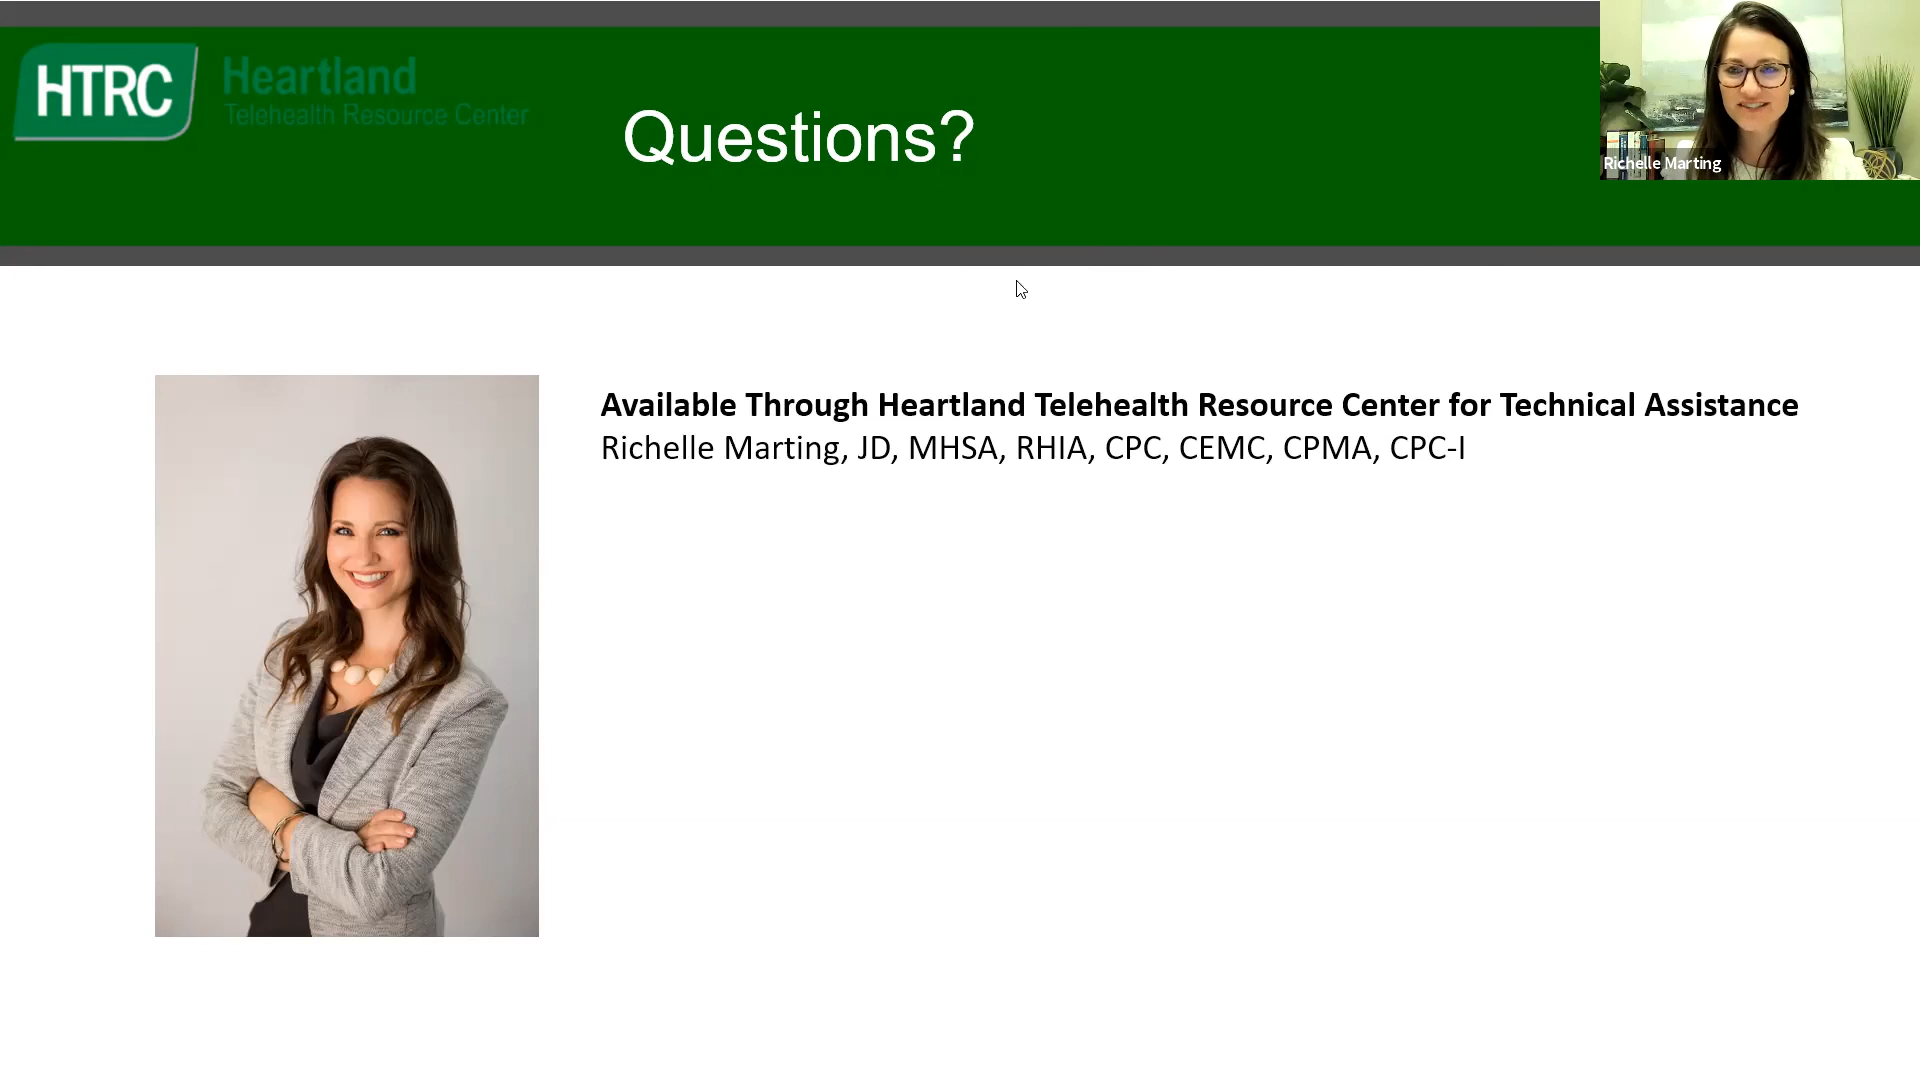 HTRC
Heartland
Telehealth Resource Center
Questions?
Richelle Marting
Available Through Heartland Telehealth Resource Center for Technical Assistance
Richelle Marting, JD, MHSA, RHIA, CPC, CEMC, CPMA, CPC-I